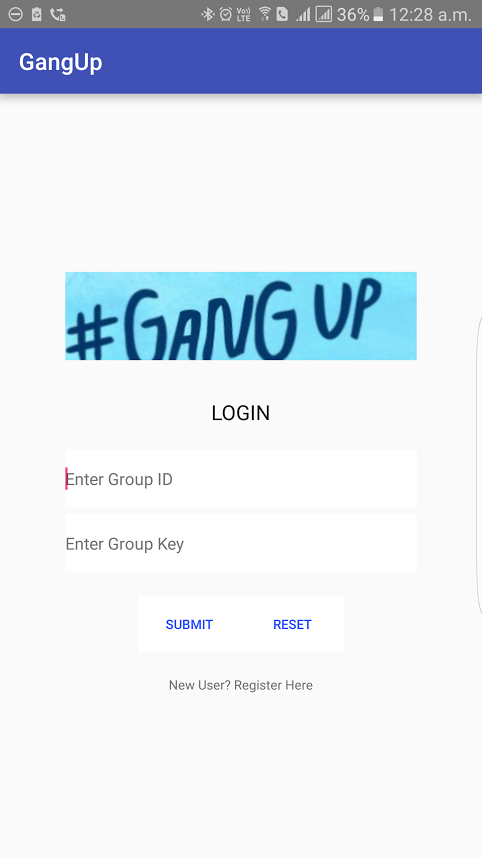 Vo)) LTE 36% 12:28 a.m.
GangUp
#GANG UP
LOGIN
Enter Group ID
Enter Group Key
SUBMIT RESET
New User? Register Here